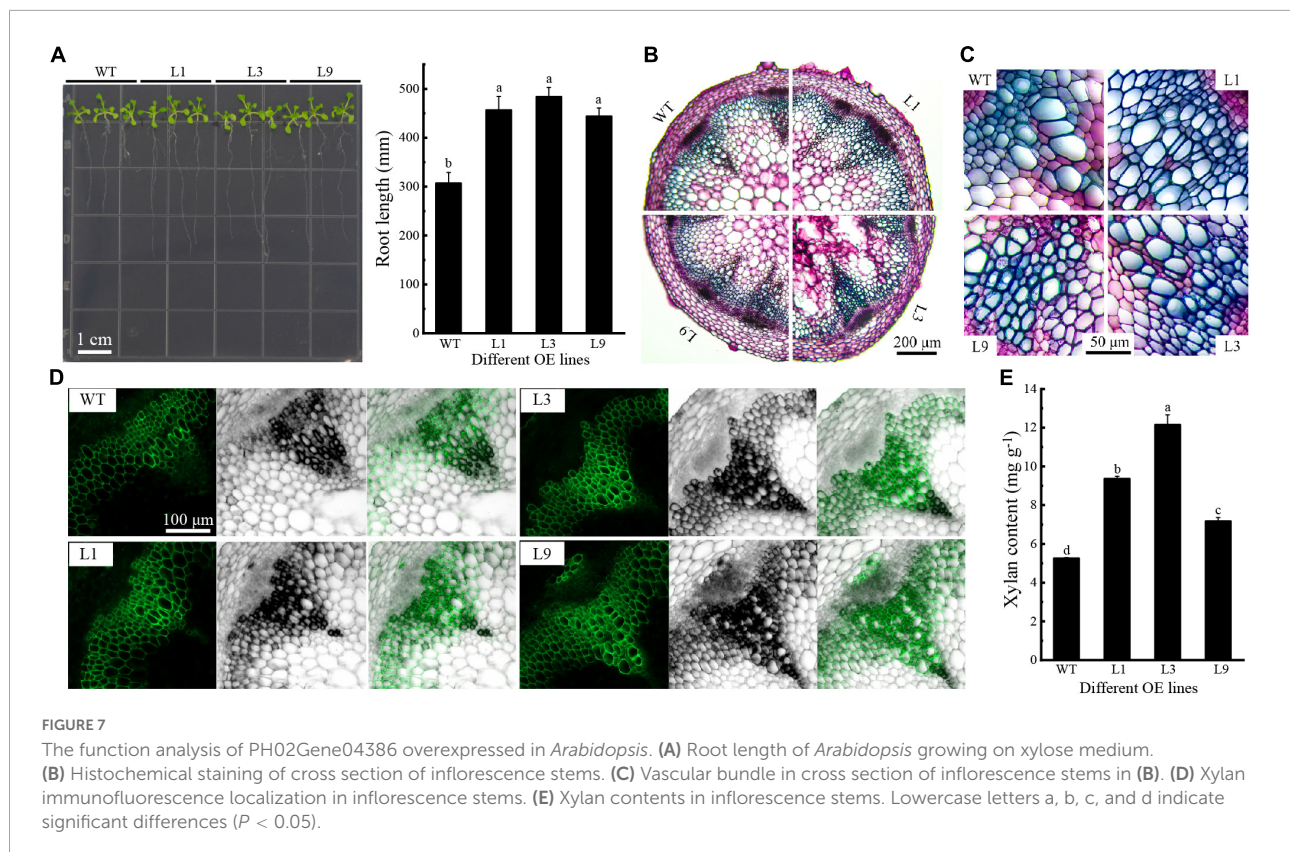 A
WT L1 L3 L9
A
B
C
D
E
F
1 cm
Root length (mm)
500
400
300
200
100
0
b
a
a
a
WT L1 L3 L9
Different OE lines
B
WT
L1
L9
L3
200 μm
C
WT
L1
L9
L3
50 μm
D
WT
100 μm
L3
L1
L9
E
Xylan content (mg g⁻¹)
14
12
10
8
6
4
2
0
d
b
a
c
WT L1 L3 L9
Different OE lines
FIGURE 7
The function analysis of PH02Gene04386 overexpressed in Arabidopsis. (A) Root length of Arabidopsis growing on xylose medium.
(B) Histochemical staining of cross section of inflorescence stems. (C) Vascular bundle in cross section of inflorescence stems in (B). (D) Xylan
immunofluorescence localization in inflorescence stems. (E) Xylan contents in inflorescence stems. Lowercase letters a, b, c, and d indicate
significant differences (P < 0.05).